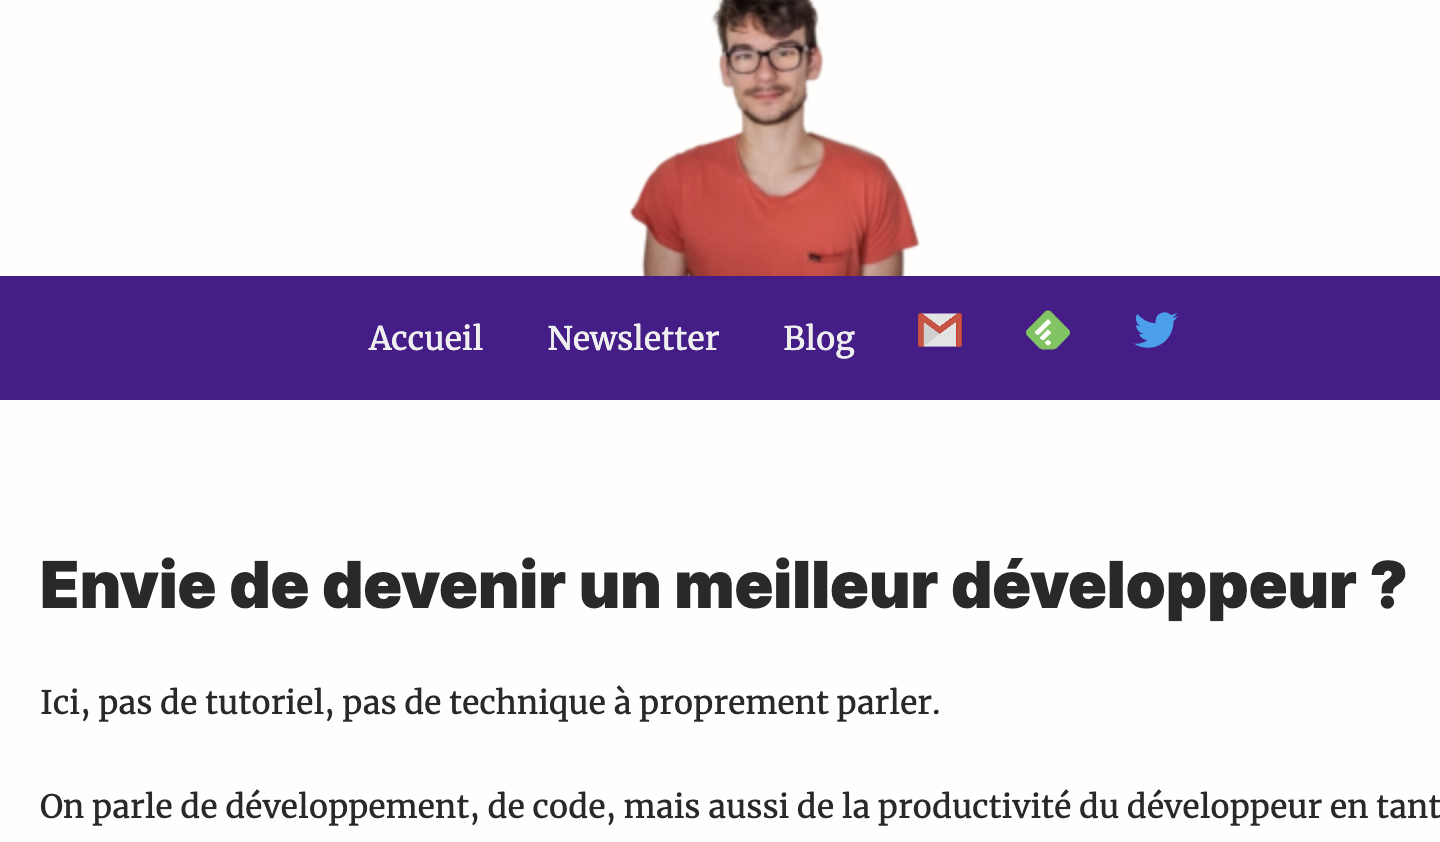 Accueil Newsletter Blog
Envie de devenir un meilleur développeur ?
Ici, pas de tutoriel, pas de technique à proprement parler.
On parle de développement, de code, mais aussi de la productivité du développeur en tant